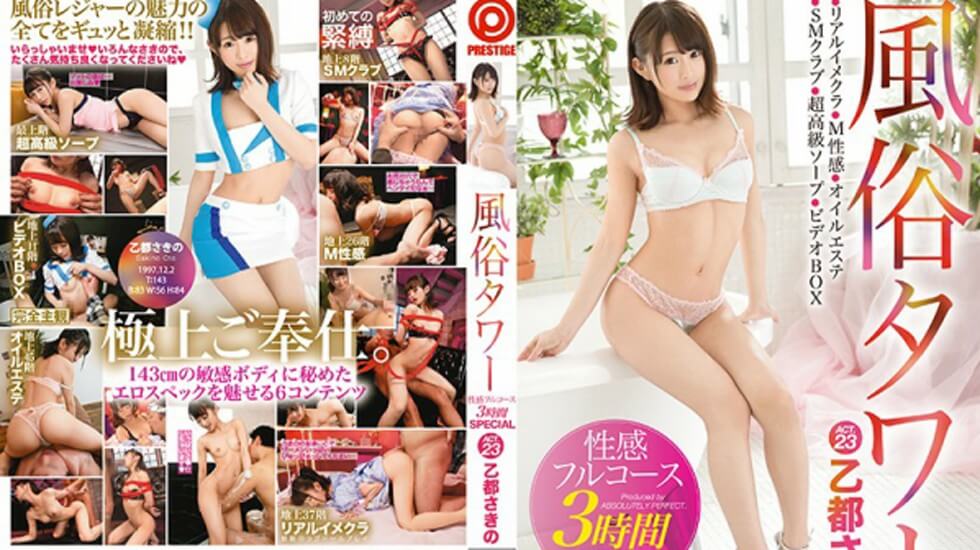 風俗レジャーの魅力の
全てをギュッと凝縮!!
いらっしゃいませ♥いろんなさきので、
たくさん気持ち良くなってくださいね♥
最上階
超高級ソープ
初めての
緊縛
地上8階
SMクラブ
地上26階
M性感
ビデオBOX
完全主観
オイルエステ
乙都さきの
Sakino Oto
1997.12.2
T:143
B:83 W:56 H:84
極上ご奉仕。
143cmの敏感ボディに秘めた
エロスペックを魅せる6コンテンツ
地上37階
リアルイメクラ
PRESTIGE
風俗タワー
性感フルコース
3時間
SPECIAL
ACT.
23
乙都さきの
・リアルイメクラ・M性感・オイルエステ
・SMクラブ・超高級ソープ・ビデオBOX
風俗タワー
性感
フルコース
Produced by
ABSOLUTELY PERFECT.
3時間
ACT.
23
乙都さ